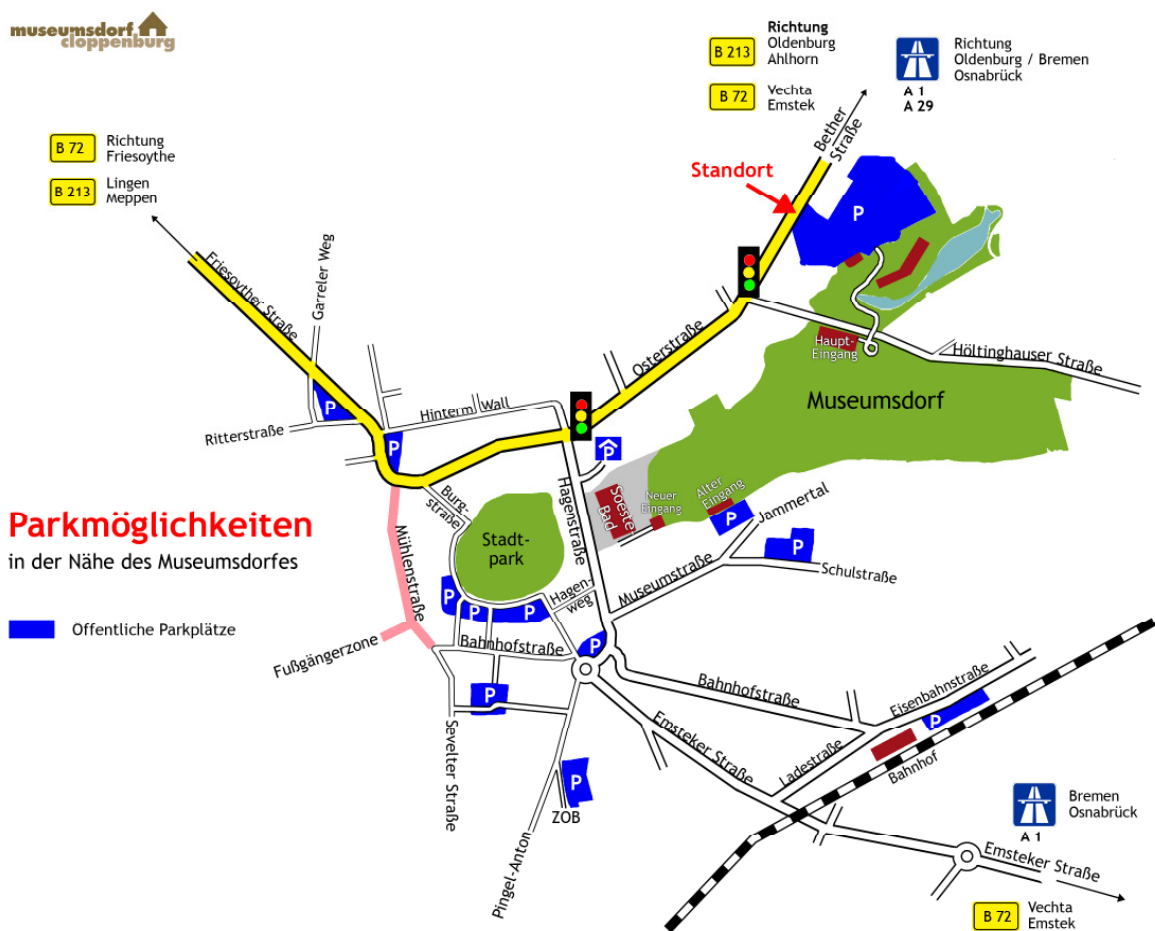 museumsdorf
cloppenburg
B 213
Richtung
Oldenburg
Ahlhorn
B 72
Vechta
Emstek
Richtung
Oldenburg / Bremen
Osnabrück
A 1
A 29
B 72
Richtung
Friesoythe
B 213
Lingen
Meppen
Bether
Straße
Standort
P
Friesoyther Straße
Garreler Weg
Osterstraße
Haupt-
Eingang
Höltinghauser Straße
Museumsdorf
P
Ritterstraße
Hinterm Wall
P
P
Burg-
straße
Hagenstraße
Soeste
Bad
Neuer
Eingang
Alter
Eingang
P
Jammertal
P
Schulstraße
Museumstraße
Parkmöglichkeiten
in der Nähe des Museumsdorfes
Offentliche Parkplätze
Stadt-
park
Mühlenstraße
Fußgängerzone
P
P
P
Hagen-
weg
P
Bahnhofstraße
P
Sevelter Straße
Bahnhofstraße
Eisenbahnstraße
P
Emsteker Straße
Ladestraße
Bahnhof
P
ZOB
Pingel-Anton
Bremen
Osnabrück
A 1
Emsteker Straße
B 72
Vechta
Emstek